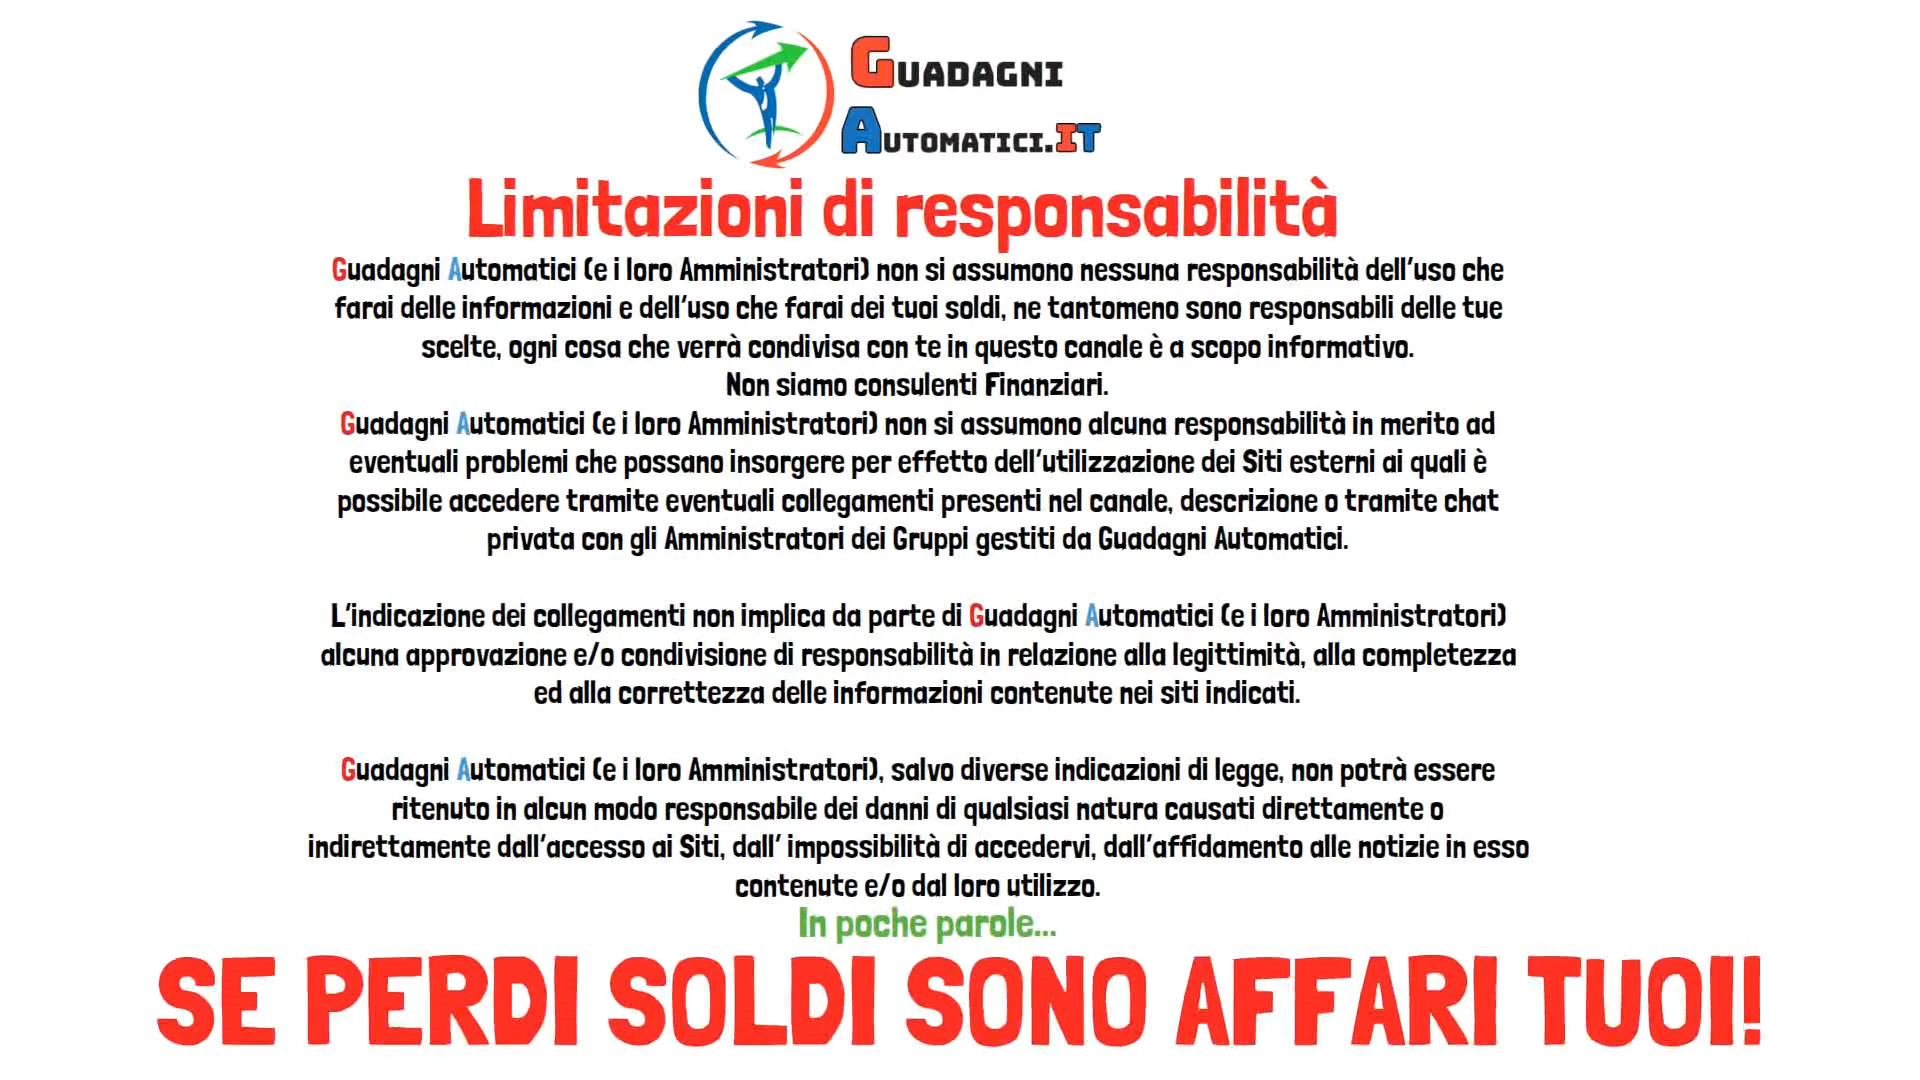 Guadagni
Automatici.it
Limitazioni di responsabilità
Guadagni Automatici (e i loro Amministratori) non si assumono nessuna responsabilità dell'uso che
farai delle informazioni e dell'uso che farai dei tuoi soldi, ne tantomeno sono responsabili delle tue
scelte, ogni cosa che verrà condivisa con te in questo canale è a scopo informativo.
Non siamo consulenti Finanziari.
Guadagni Automatici (e i loro Amministratori) non si assumono alcuna responsabilità in merito ad
eventuali problemi che possano insorgere per effetto dell'utilizzazione dei Siti esterni ai quali è
possibile accedere tramite eventuali collegamenti presenti nel canale, descrizione o tramite chat
privata con gli Amministratori dei Gruppi gestiti da Guadagni Automatici.
L'indicazione dei collegamenti non implica da parte di Guadagni Automatici (e i loro Amministratori)
alcuna approvazione e/o condivisione di responsabilità in relazione alla legittimità, alla completezza
ed alla correttezza delle informazioni contenute nei siti indicati.
Guadagni Automatici (e i loro Amministratori), salvo diverse indicazioni di legge, non potrà essere
ritenuto in alcun modo responsabile dei danni di qualsiasi natura causati direttamente o
indirettamente dall'accesso ai Siti, dall' impossibilità di accedervi, dall'affidamento alle notizie in esso
contenute e/o dal loro utilizzo.
In poche parole...
SE PERDI SOLDI SONO AFFARI TUOI!